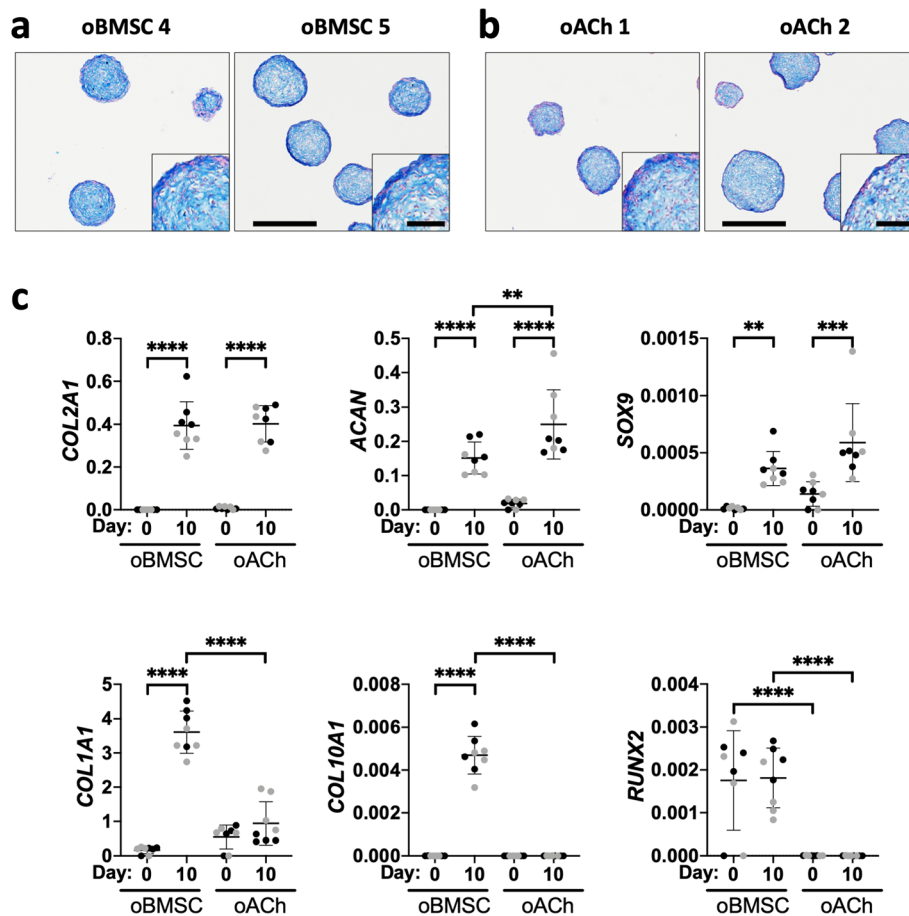 a
oBMSC 4
oBMSC 5
b
oACh 1
oACh 2
c
COL2A1
0.8
0.6
0.4
0.2
0.0
****
****
Day: 0 10 0 10
oBMSC oACh
ACAN
0.5
0.4
0.3
0.2
0.1
0.0
**
****
****
Day: 0 10 0 10
oBMSC oACh
SOX9
0.0015
0.0010
0.0005
0.0000
**
***
Day: 0 10 0 10
oBMSC oACh
COL1A1
5
4
3
2
1
0
****
****
Day: 0 10 0 10
oBMSC oACh
COL10A1
0.008
0.006
0.004
0.002
0.000
****
****
Day: 0 10 0 10
oBMSC oACh
RUNX2
0.004
0.003
0.002
0.001
0.000
****
****
Day: 0 10 0 10
oBMSC oACh